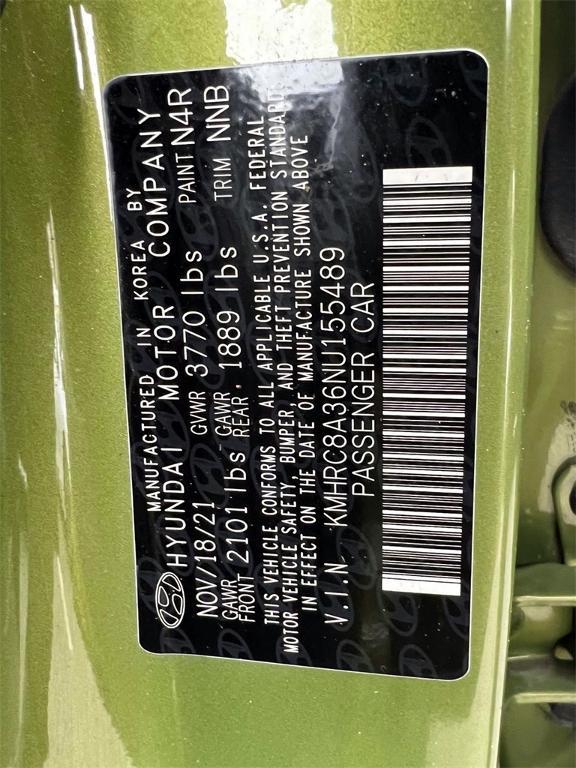 MANUFACTURED IN KOREA BY
HYUNDAI MOTOR COMPANY
NOV/18/21 GVWR 3770 lbs PAINT N4R
GAWR FRONT 2101 lbs GAWR REAR. 1889 lbs TRIM NNB
THIS VEHICLE CONFORMS TO ALL APPLICABLE U.S.A. FEDERAL
MOTOR VEHICLE SAFETY, BUMPER, AND THEFT PREVENTION STANDARDS
IN EFFECT ON THE DATE OF MANUFACTURE SHOWN ABOVE
V.I.N KMHRC8A36NU155489
PASSENGER CAR